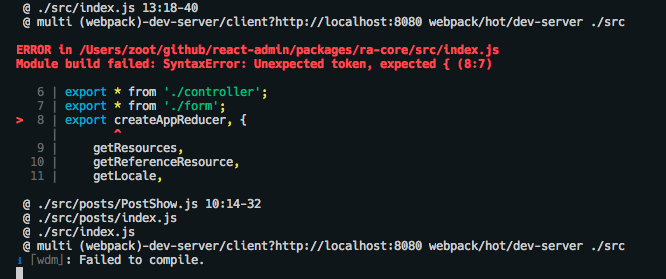 @ ./src/index.js 13:18-40
@ multi (webpack)-dev-server/client?http://localhost:8080 webpack/hot/dev-server ./src
ERROR in /Users/zoot/github/react-admin/packages/ra-core/src/index.js
Module build failed: SyntaxError: Unexpected token, expected { (8:7)
6 | export * from './controller';
7 | export * from './form';
> 8 | export createAppReducer, {
| ^
9 | getResources,
10 | getReferenceResource,
11 | getLocale,
@ ./src/posts/PostShow.js 10:14-32
@ ./src/posts/index.js
@ ./src/index.js
@ multi (webpack)-dev-server/client?http://localhost:8080 webpack/hot/dev-server ./src
ℹ ｢wdm｣: Failed to compile.